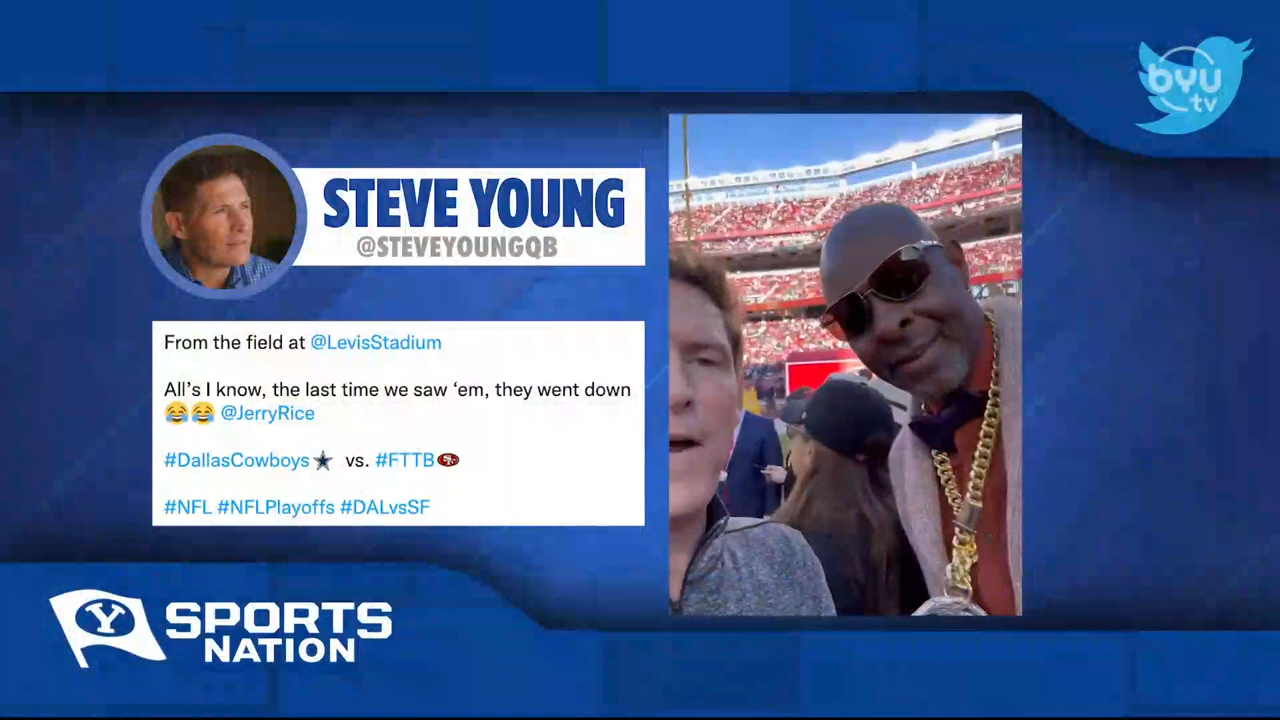 byu
tv
STEVE YOUNG
@STEVEYOUNGQB
From the field at @LevisStadium
All’s I know, the last time we saw ‘em, they went down
😂😂 @JerryRice
#DallasCowboys vs. #FTTB
#NFL #NFLPlayoffs #DALvsSF
Y SPORTS
NATION